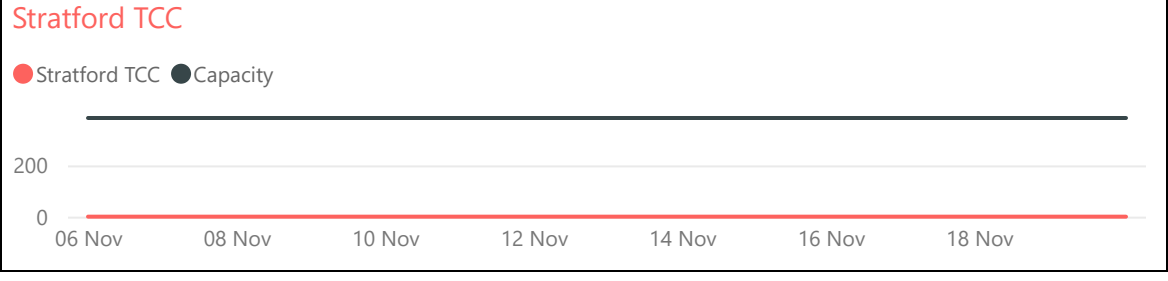 Stratford TCC
Stratford TCC Capacity
200
0
06 Nov 08 Nov 10 Nov 12 Nov 14 Nov 16 Nov 18 Nov